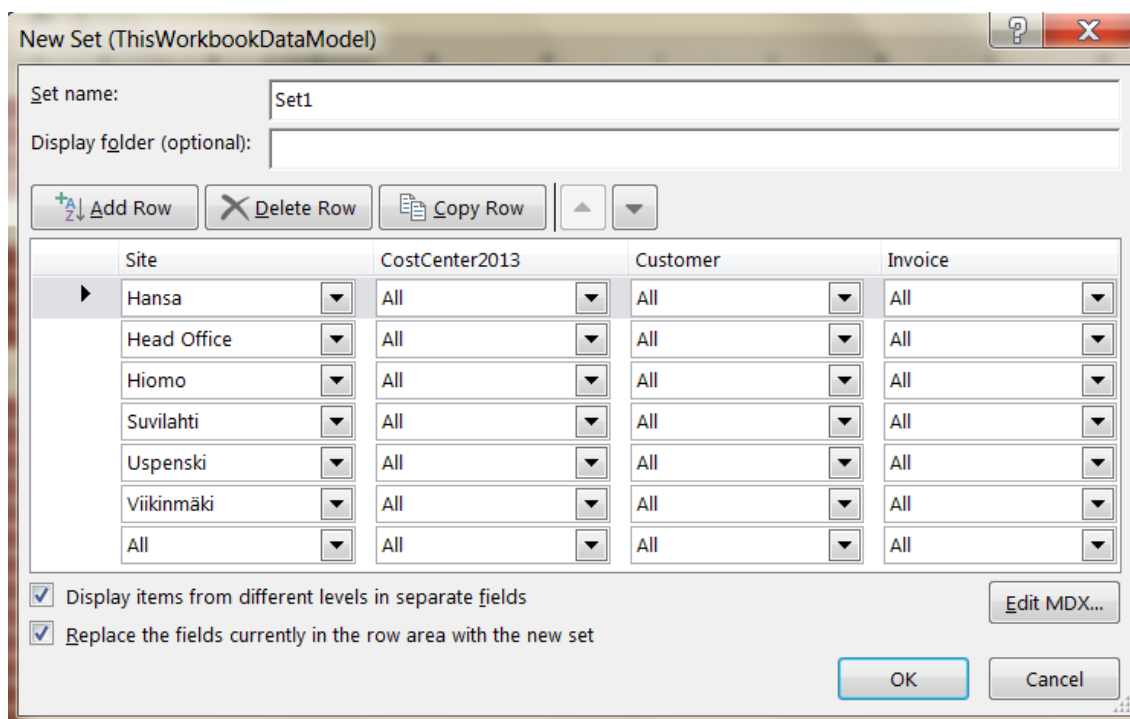 New Set (ThisWorkbookDataModel)
Set name: Set1
Display folder (optional):
Add Row Delete Row Copy Row
Site CostCenter2013 Customer Invoice
Hansa All All All
Head Office All All All
Hiomo All All All
Suvilahti All All All
Uspenski All All All
Viikinmäki All All All
All All All All
Display items from different levels in separate fields
Edit MDX...
Replace the fields currently in the row area with the new set
OK Cancel